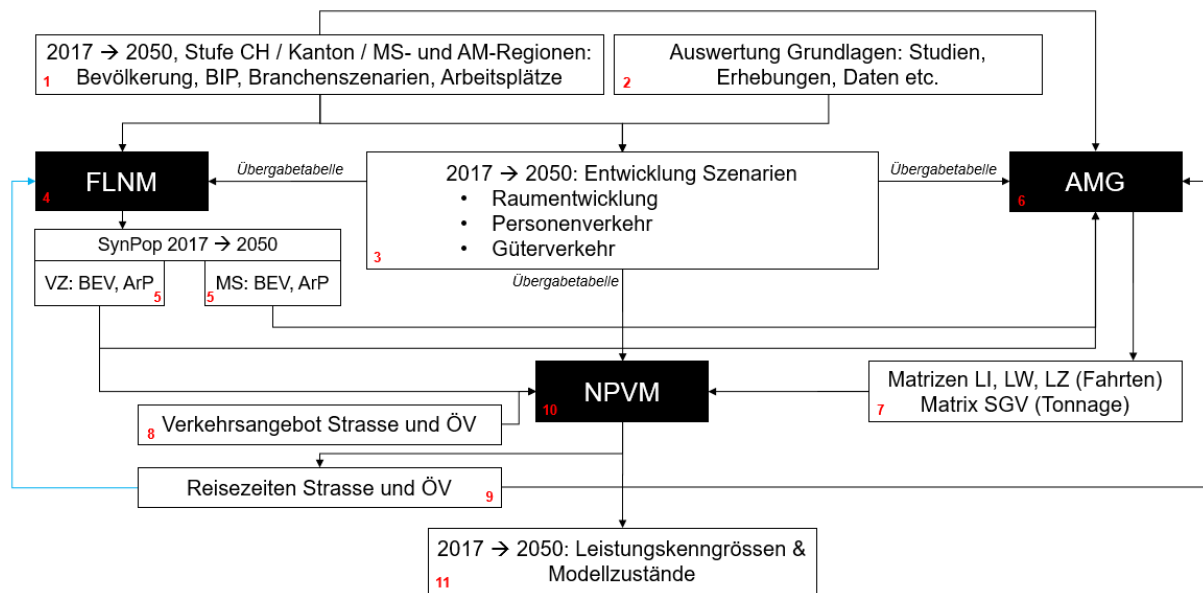 2017 → 2050, Stufe CH / Kanton / MS- und AM-Regionen:
Bevölkerung, BIP, Branchenszenarien, Arbeitsplätze
1
Auswertung Grundlagen: Studien,
Erhebungen, Daten etc.
2
FLNM
4
Übergabetabelle
2017 → 2050: Entwicklung Szenarien
• Raumentwicklung
• Personenverkehr
• Güterverkehr
3
Übergabetabelle
AMG
6
SynPop 2017 → 2050
VZ: BEV, ArP
5
MS: BEV, ArP
5
Übergabetabelle
NPVM
10
Matrizen LI, LW, LZ (Fahrten)
Matrix SGV (Tonnage)
7
Verkehrsangebot Strasse und ÖV
8
Reisezeiten Strasse und ÖV
9
2017 → 2050: Leistungskenngrössen &
Modellzustände
11